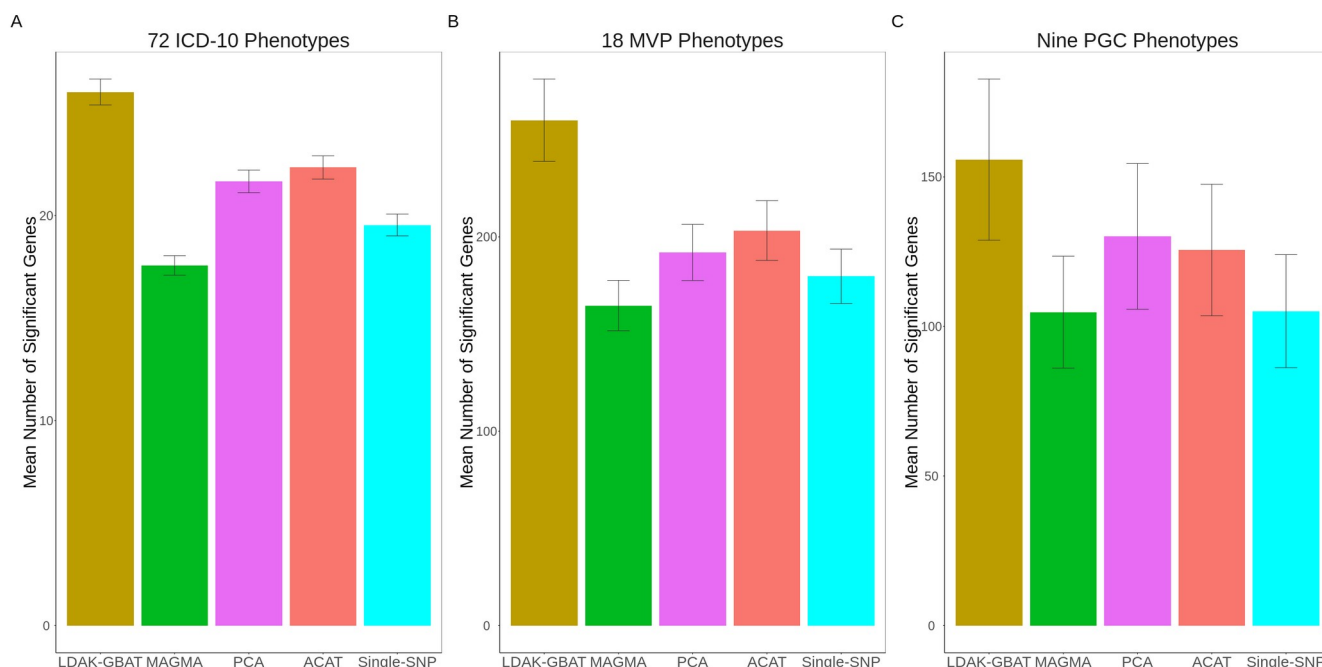 A
72 ICD-10 Phenotypes
Mean Number of Significant Genes
20
10
0
LDAK-GBAT MAGMA PCA ACAT Single-SNP
B
18 MVP Phenotypes
Mean Number of Significant Genes
200
100
0
LDAK-GBAT MAGMA PCA ACAT Single-SNP
C
Nine PGC Phenotypes
Mean Number of Significant Genes
150
100
50
0
LDAK-GBAT MAGMA PCA ACAT Single-SNP